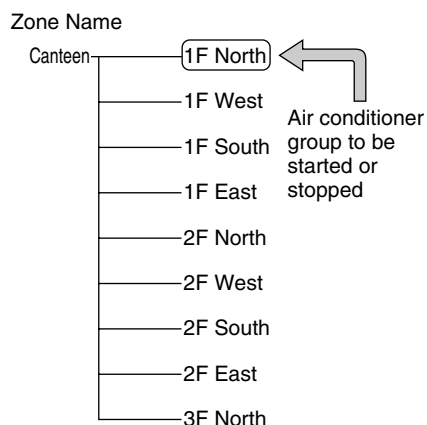 Zone Name
Canteen
1F North
1F West
1F South
1F East
2F North
2F West
2F South
2F East
3F North
Air conditioner
group to be
started or
stopped